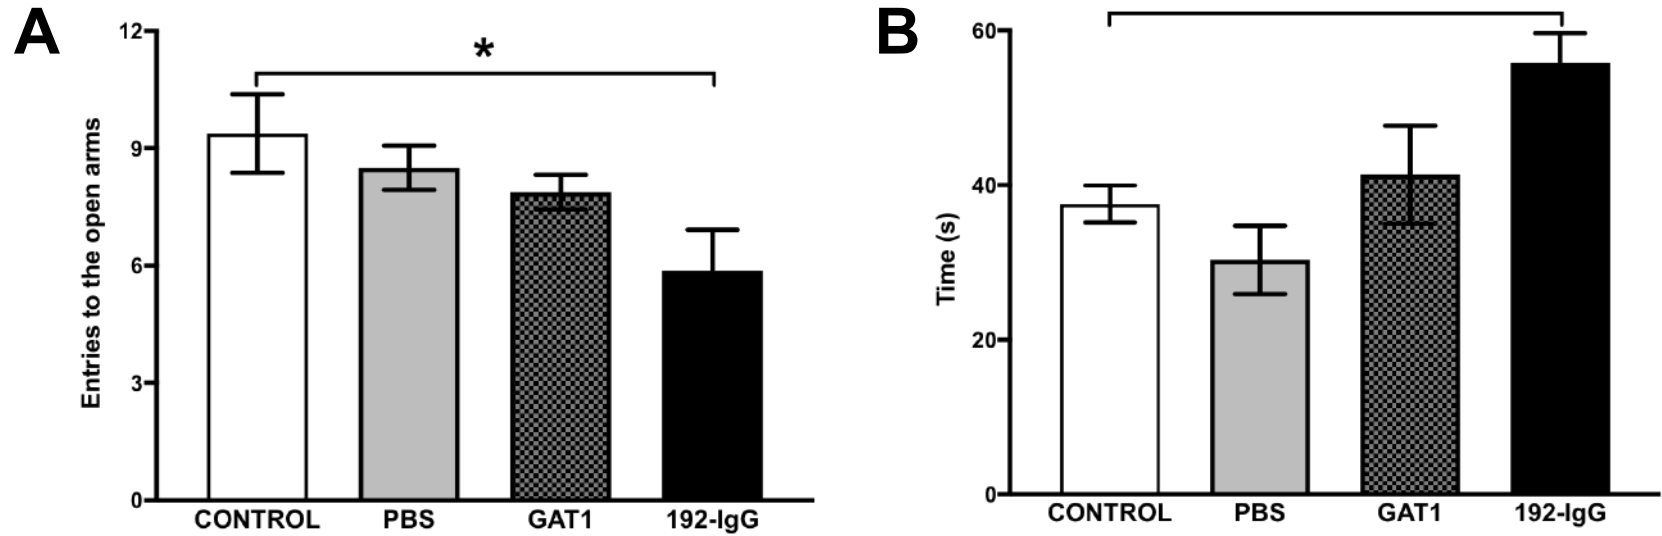 A
12
9
6
3
0
Entries to the open arms
*
CONTROL PBS GAT1 192-IgG
B
60
40
20
0
Time (s)
CONTROL PBS GAT1 192-IgG